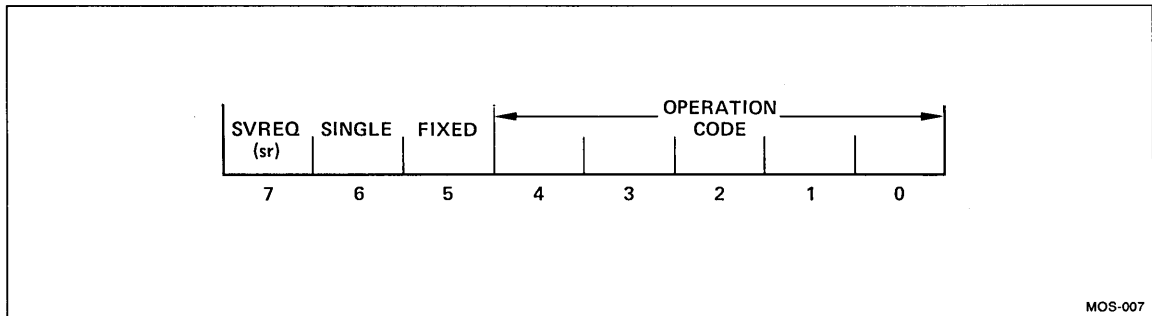 OPERATION
SVREQ SINGLE FIXED CODE
(sr)
7 6 5 4 3 2 1 0
MOS-007